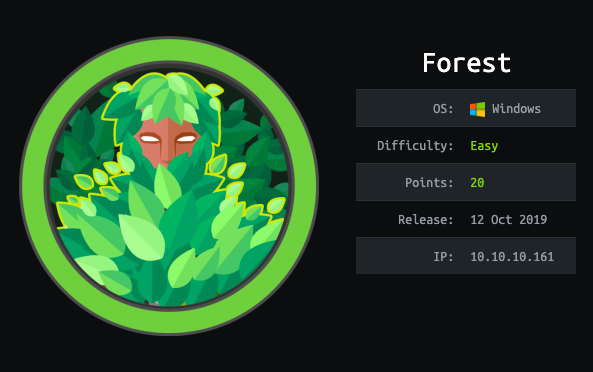 Forest
OS: Windows
Difficulty: Easy
Points: 20
Release: 12 Oct 2019
IP: 10.10.10.161